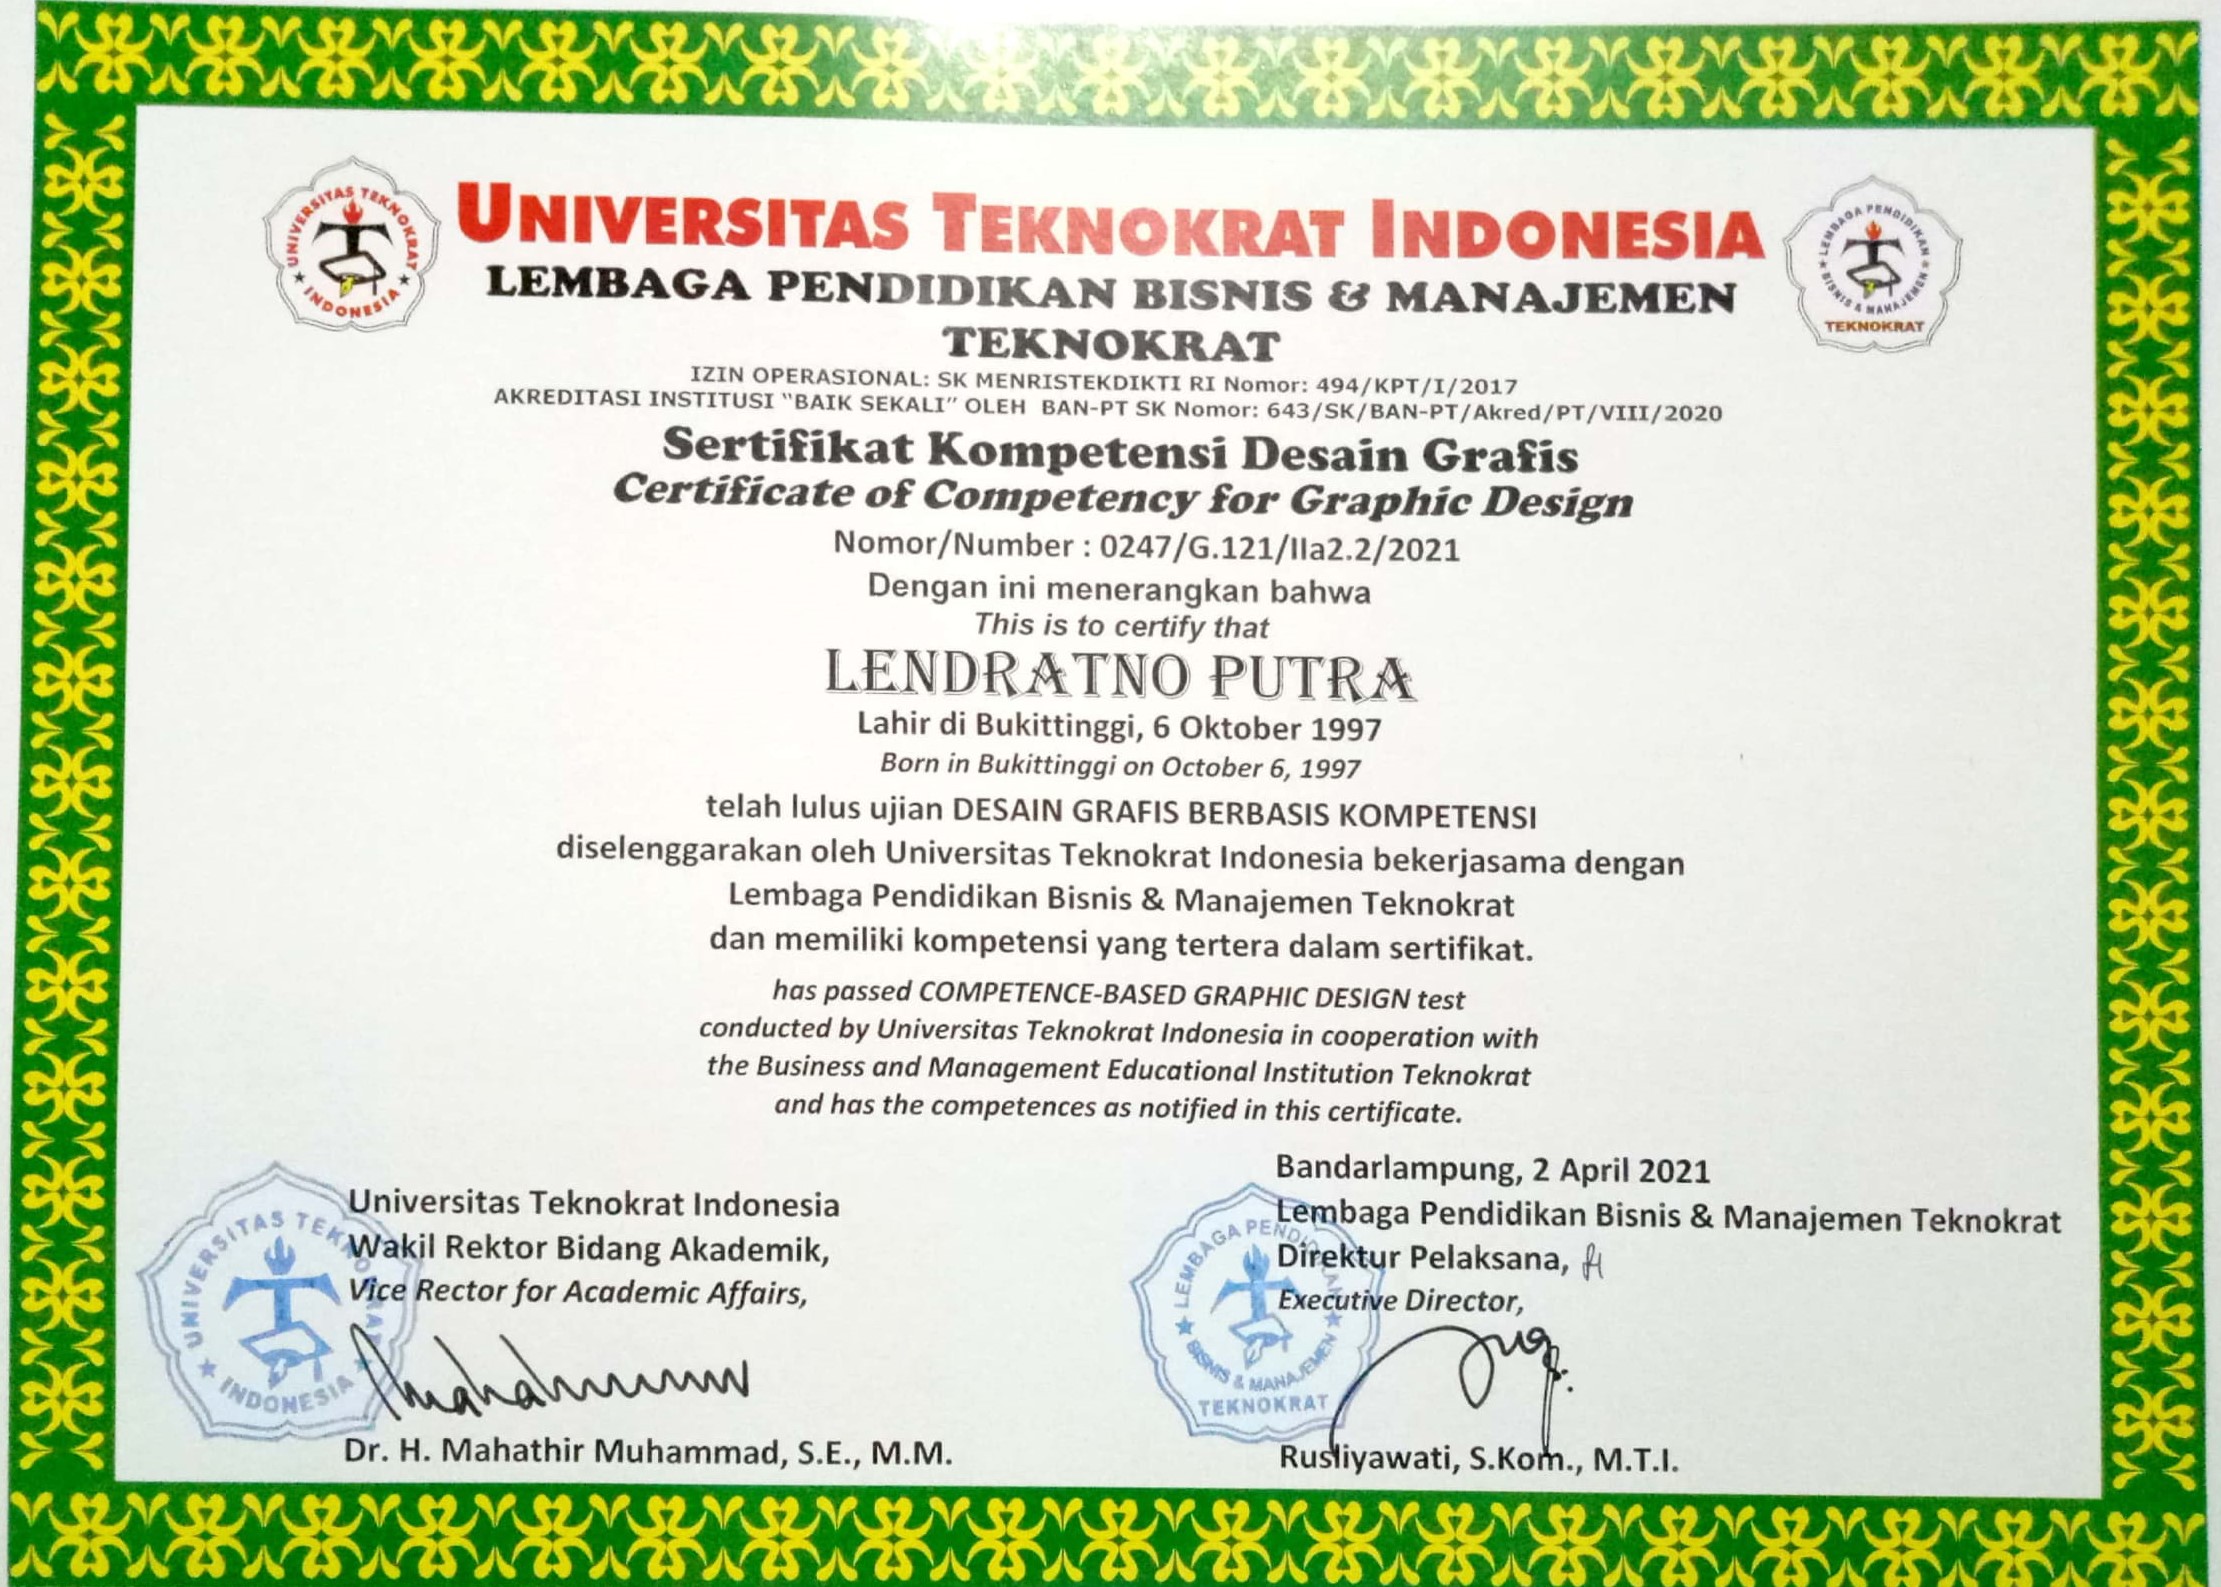 UNIVERSITAS TEKNOKRAT INDONESIA
UNIVERSITAS TEKNOKRAT INDONESIA
LEMBAGA PENDIDIKAN BISNIS & MANAJEMEN TEKNOKRAT
LEMBAGA PENDIDIKAN BISNIS & MANAJEMEN
TEKNOKRAT
IZIN OPERASIONAL: SK MENRISTEKDIKTI RI Nomor: 494/KPT/I/2017
AKREDITASI INSTITUSI "BAIK SEKALI" OLEH BAN-PT SK Nomor: 643/SK/BAN-PT/Akred/PT/VIII/2020
Sertifikat Kompetensi Desain Grafis
Certificate of Competency for Graphic Design
Nomor/Number : 0247/G.121/IIa2.2/2021
Dengan ini menerangkan bahwa
This is to certify that
LENDRATNO PUTRA
Lahir di Bukittinggi, 6 Oktober 1997
Born in Bukittinggi on October 6, 1997
telah lulus ujian DESAIN GRAFIS BERBASIS KOMPETENSI
diselenggarakan oleh Universitas Teknokrat Indonesia bekerjasama dengan
Lembaga Pendidikan Bisnis & Manajemen Teknokrat
dan memiliki kompetensi yang tertera dalam sertifikat.
has passed COMPETENCE-BASED GRAPHIC DESIGN test
conducted by Universitas Teknokrat Indonesia in cooperation with
the Business and Management Educational Institution Teknokrat
and has the competences as notified in this certificate.
Universitas Teknokrat Indonesia
Wakil Rektor Bidang Akademik,
Vice Rector for Academic Affairs,
UNIVERSITAS TEKNOKRAT INDONESIA
Dr. H. Mahathir Muhammad, S.E., M.M.
Bandarlampung, 2 April 2021
Lembaga Pendidikan Bisnis & Manajemen Teknokrat
Direktur Pelaksana,
Executive Director,
LEMBAGA PENDIDIKAN BISNIS & MANAJEMEN TEKNOKRAT
Rusliyawati, S.Kom., M.T.I.